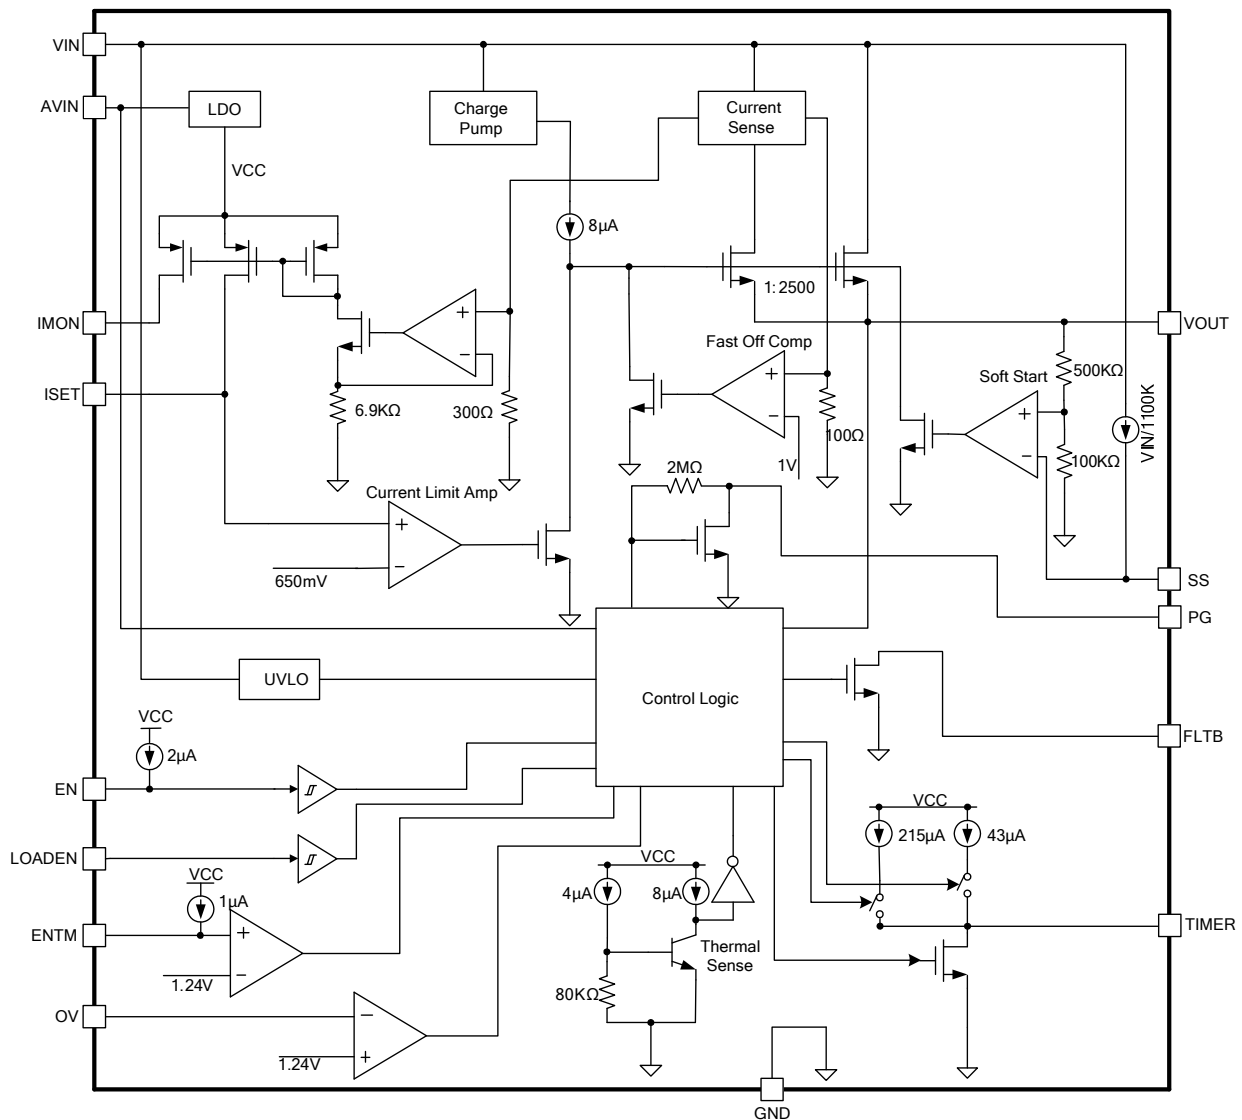 VIN
AVIN
LDO
Charge
Pump
Current
Sense
VCC
8µA
1:2500
IMON
VOUT
Fast Off Comp
+
−
+
−
Soft Start
500KΩ
ISET
6.9KΩ
300Ω
100Ω
+
−
VIN/1100K
1V
100KΩ
2MΩ
Current Limit Amp
+
−
650mV
SS
PG
UVLO
Control Logic
VCC
2µA
FLTB
EN
VCC
215µA
43µA
LOADEN
VCC
1µA
VCC
4µA
8µA
ENTM
+
−
1.24V
Thermal
Sense
TIMER
80KΩ
OV
−
+
1.24V
GND